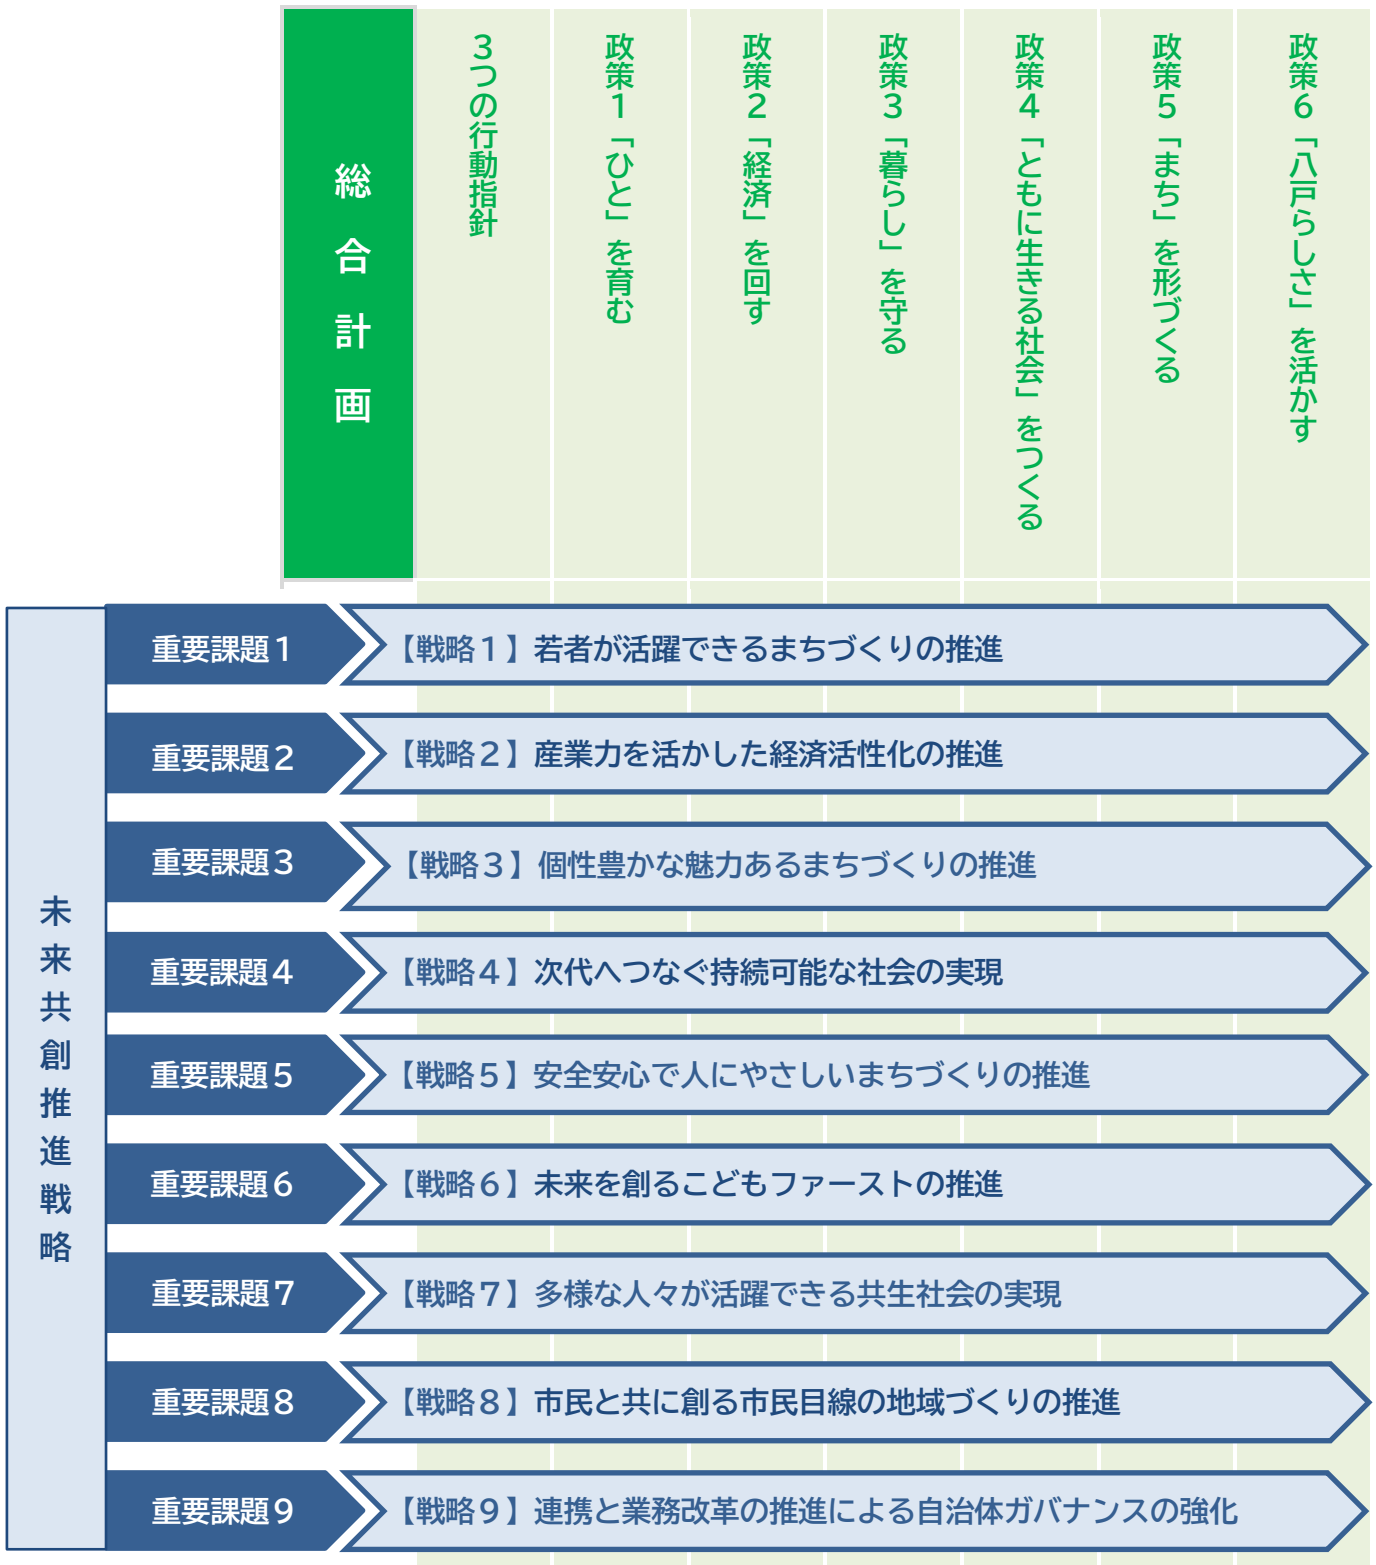 総合計画
３つの行動指針
政策１「ひと」を育む
政策２「経済」を回す
政策３「暮らし」を守る
政策４「ともに生きる社会」をつくる
政策５「まち」を形づくる
政策６「八戸らしさ」を活かす
未来共創推進戦略
重要課題１
【戦略１】若者が活躍できるまちづくりの推進
重要課題２
【戦略２】産業力を活かした経済活性化の推進
重要課題３
【戦略３】個性豊かな魅力あるまちづくりの推進
重要課題４
【戦略４】次代へつなぐ持続可能な社会の実現
重要課題５
【戦略５】安全安心で人にやさしいまちづくりの推進
重要課題６
【戦略６】未来を創るこどもファーストの推進
重要課題７
【戦略７】多様な人々が活躍できる共生社会の実現
重要課題８
【戦略８】市民と共に創る市民目線の地域づくりの推進
重要課題９
【戦略９】連携と業務改革の推進による自治体ガバナンスの強化